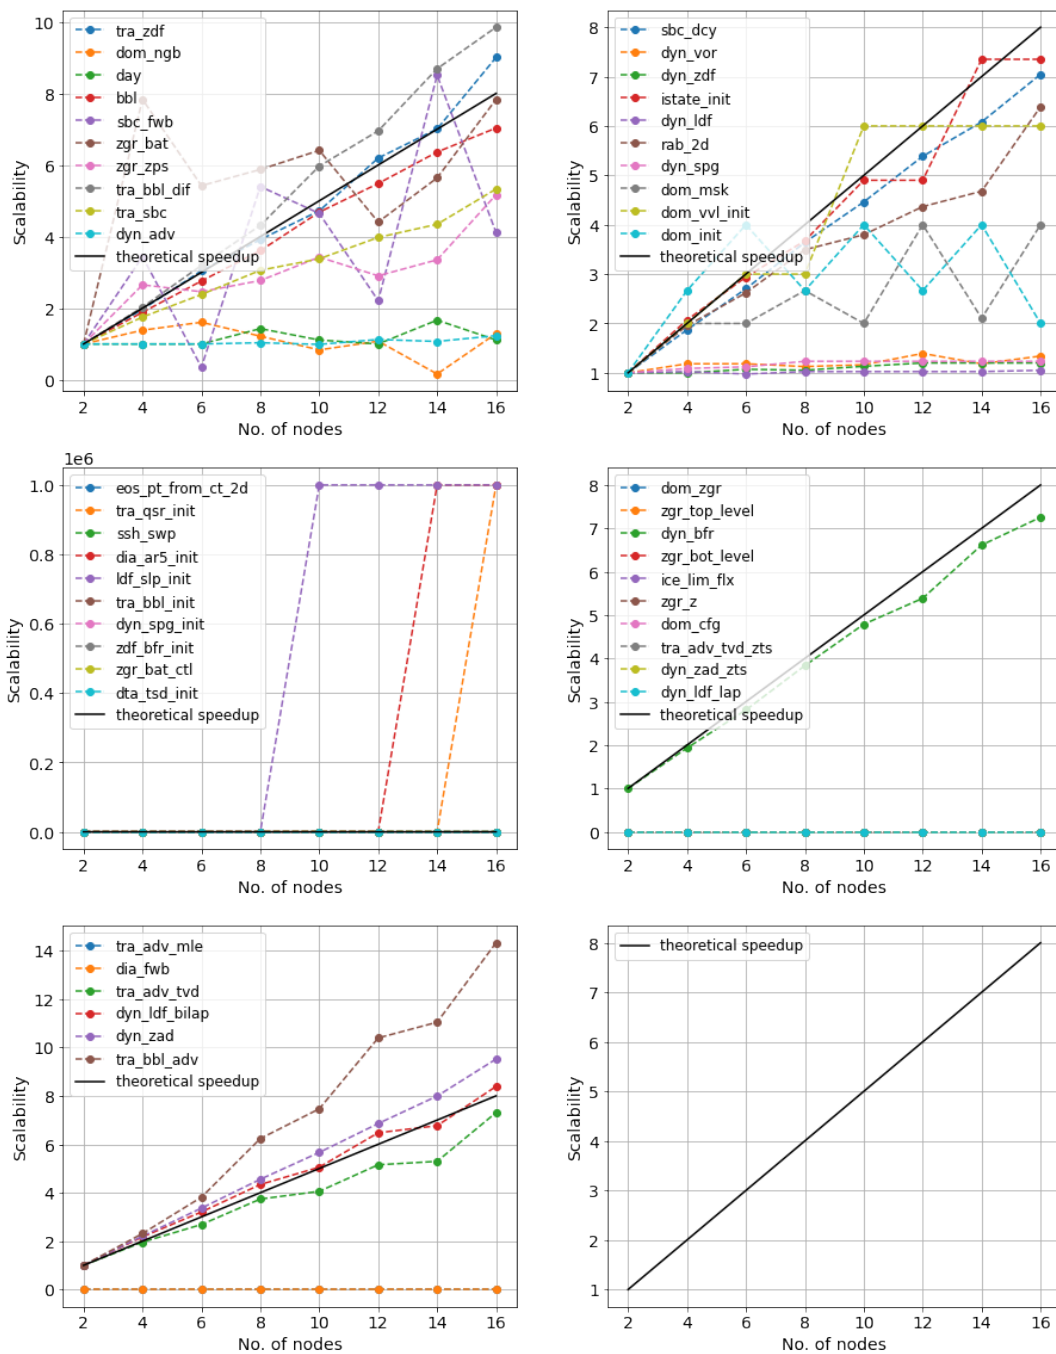 10
8
6
4
2
0
Scalability
tra_zdf
dom_ngb
day
bbl
sbc_fwb
zgr_bat
zgr_zps
tra_bbl_dif
tra_sbc
dyn_adv
theoretical speedup
2 4 6 8 10 12 14 16
No. of nodes
8
7
6
5
4
3
2
1
Scalability
sbc_dcy
dyn_vor
dyn_zdf
istate_init
dyn_ldf
rab_2d
dyn_spg
dom_msk
dom_vvl_init
dom_init
theoretical speedup
2 4 6 8 10 12 14 16
No. of nodes
1e6
1.0
0.8
0.6
0.4
0.2
0.0
Scalability
eos_pt_from_ct_2d
tra_qsr_init
ssh_swp
dia_ar5_init
ldf_slp_init
tra_bbl_init
dyn_spg_init
zdf_bfr_init
zgr_bat_ctl
dta_tsd_init
theoretical speedup
2 4 6 8 10 12 14 16
No. of nodes
8
7
6
5
4
3
2
1
0
Scalability
dom_zgr
zgr_top_level
dyn_bfr
zgr_bot_level
ice_lim_flx
zgr_z
dom_cfg
tra_adv_tvd_zts
dyn_zad_zts
dyn_ldf_lap
theoretical speedup
2 4 6 8 10 12 14 16
No. of nodes
14
12
10
8
6
4
2
0
Scalability
tra_adv_mle
dia_fwb
tra_adv_tvd
dyn_ldf_bilap
dyn_zad
tra_bbl_adv
theoretical speedup
2 4 6 8 10 12 14 16
No. of nodes
8
7
6
5
4
3
2
1
Scalability
theoretical speedup
2 4 6 8 10 12 14 16
No. of nodes